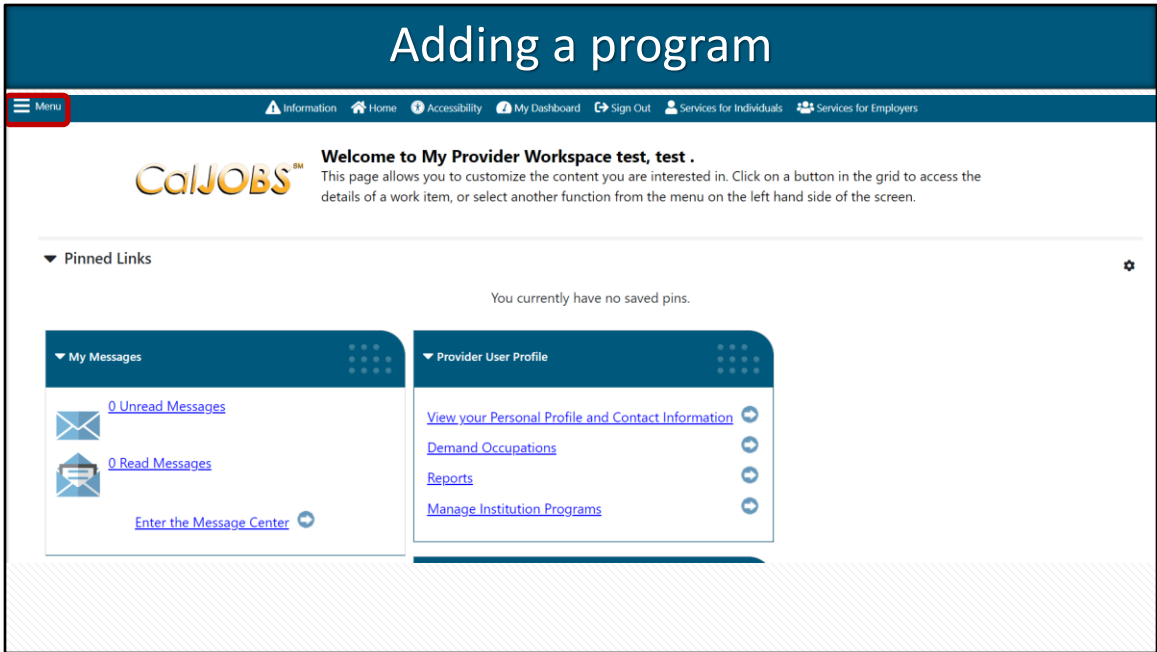 Adding a program
Menu
Information Home Accessibility My Dashboard Sign Out Services for Individuals Services for Employers
CalJOBS SM
Welcome to My Provider Workspace test, test .
This page allows you to customize the content you are interested in. Click on a button in the grid to access the
details of a work item, or select another function from the menu on the left hand side of the screen.
Pinned Links
You currently have no saved pins.
My Messages
0 Unread Messages
0 Read Messages
Enter the Message Center
Provider User Profile
View your Personal Profile and Contact Information
Demand Occupations
Reports
Manage Institution Programs